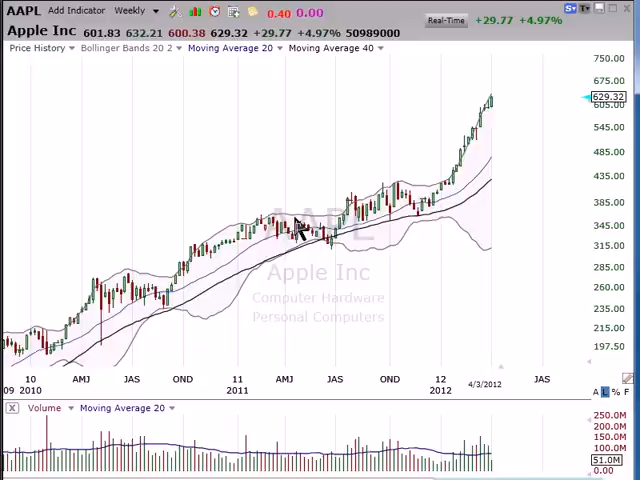 AAPL Add Indicator Weekly 0.40 0.00
Real-Time +29.77 +4.97%
Apple Inc 601.83 632.21 600.38 629.32 +29.77 +4.97% 50989000
Price History Bollinger Bands 20 2 Moving Average 20 Moving Average 40
750.00
675.00
629.32
605.00
545.00
485.00
435.00
385.00
345.00
315.00
285.00
260.00
235.00
215.00
197.50
AAPL
Apple Inc
Computer Hardware
Personal Computers
10 AMJ JAS OND 11 AMJ JAS OND 12 JAS
09 2010 2011 2012 4/3/2012
A L % F
X Volume Moving Average 20
250.0M
200.0M
150.0M
100.0M
51.0M